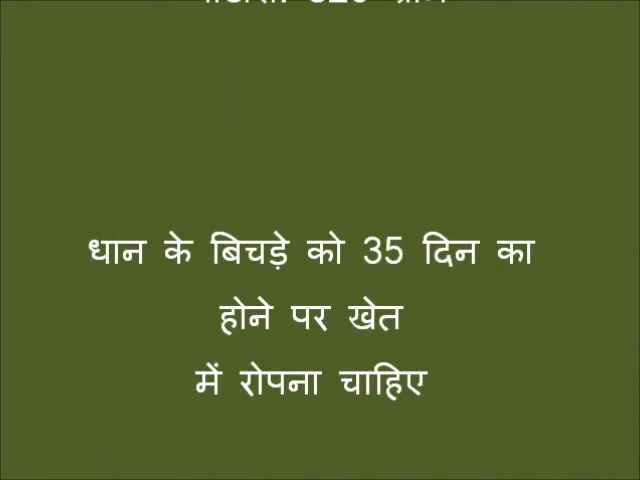 धान के बिचड़े को 35 दिन का
होने पर खेत
में रोपना चाहिए